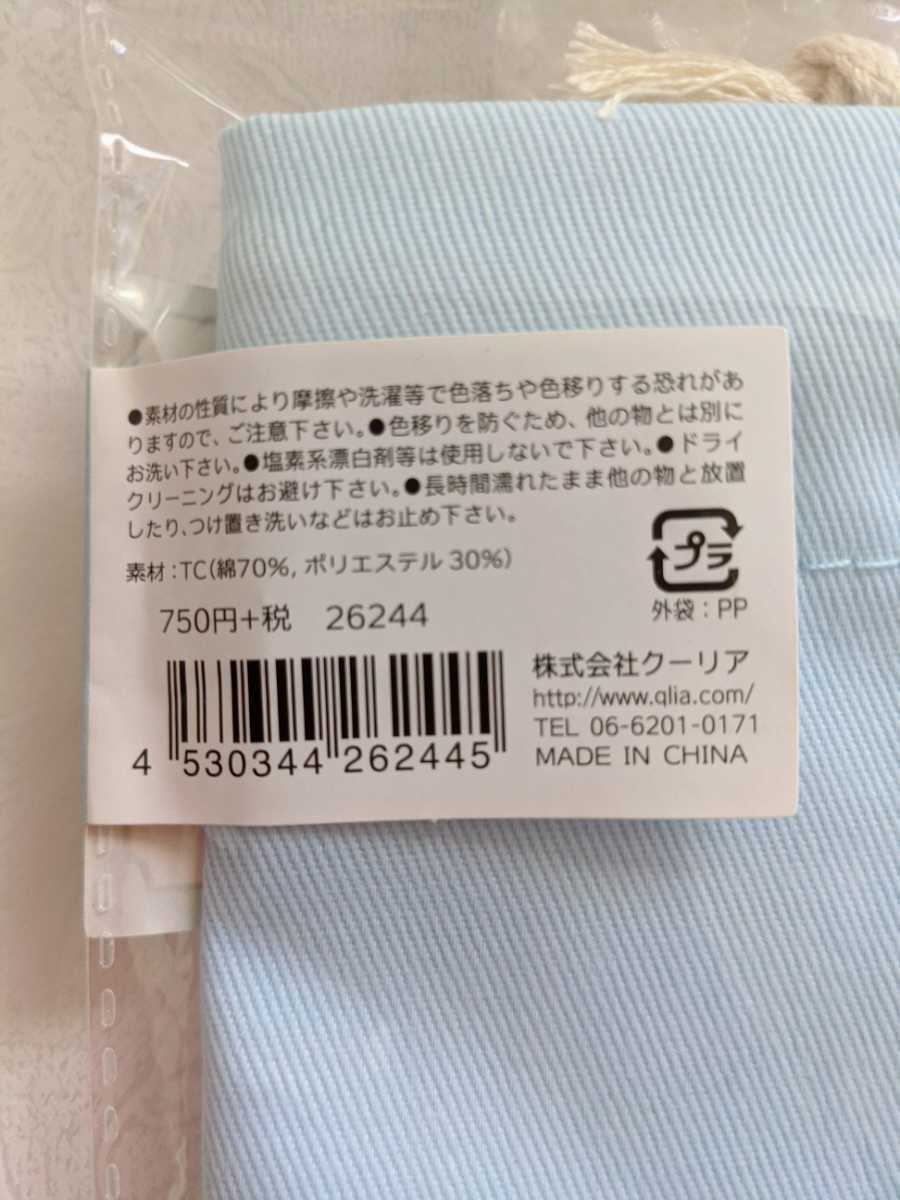 ●素材の性質により摩擦や洗濯等で色落ちや色移りする恐れがあ
りますので、ご注意下さい。●色移りを防ぐため、他の物とは別に
お洗い下さい。●塩素系漂白剤等は使用しないで下さい。●ドライ
クリーニングはお避け下さい。●長時間濡れたまま他の物と放置
したり、つけ置き洗いなどはお止め下さい。
素材：TC(綿70%, ポリエステル30%)
プラ
外袋：PP
750円+税 26244
4 530344 262445
株式会社クーリア
http://www.qlia.com/
TEL 06-6201-0171
MADE IN CHINA